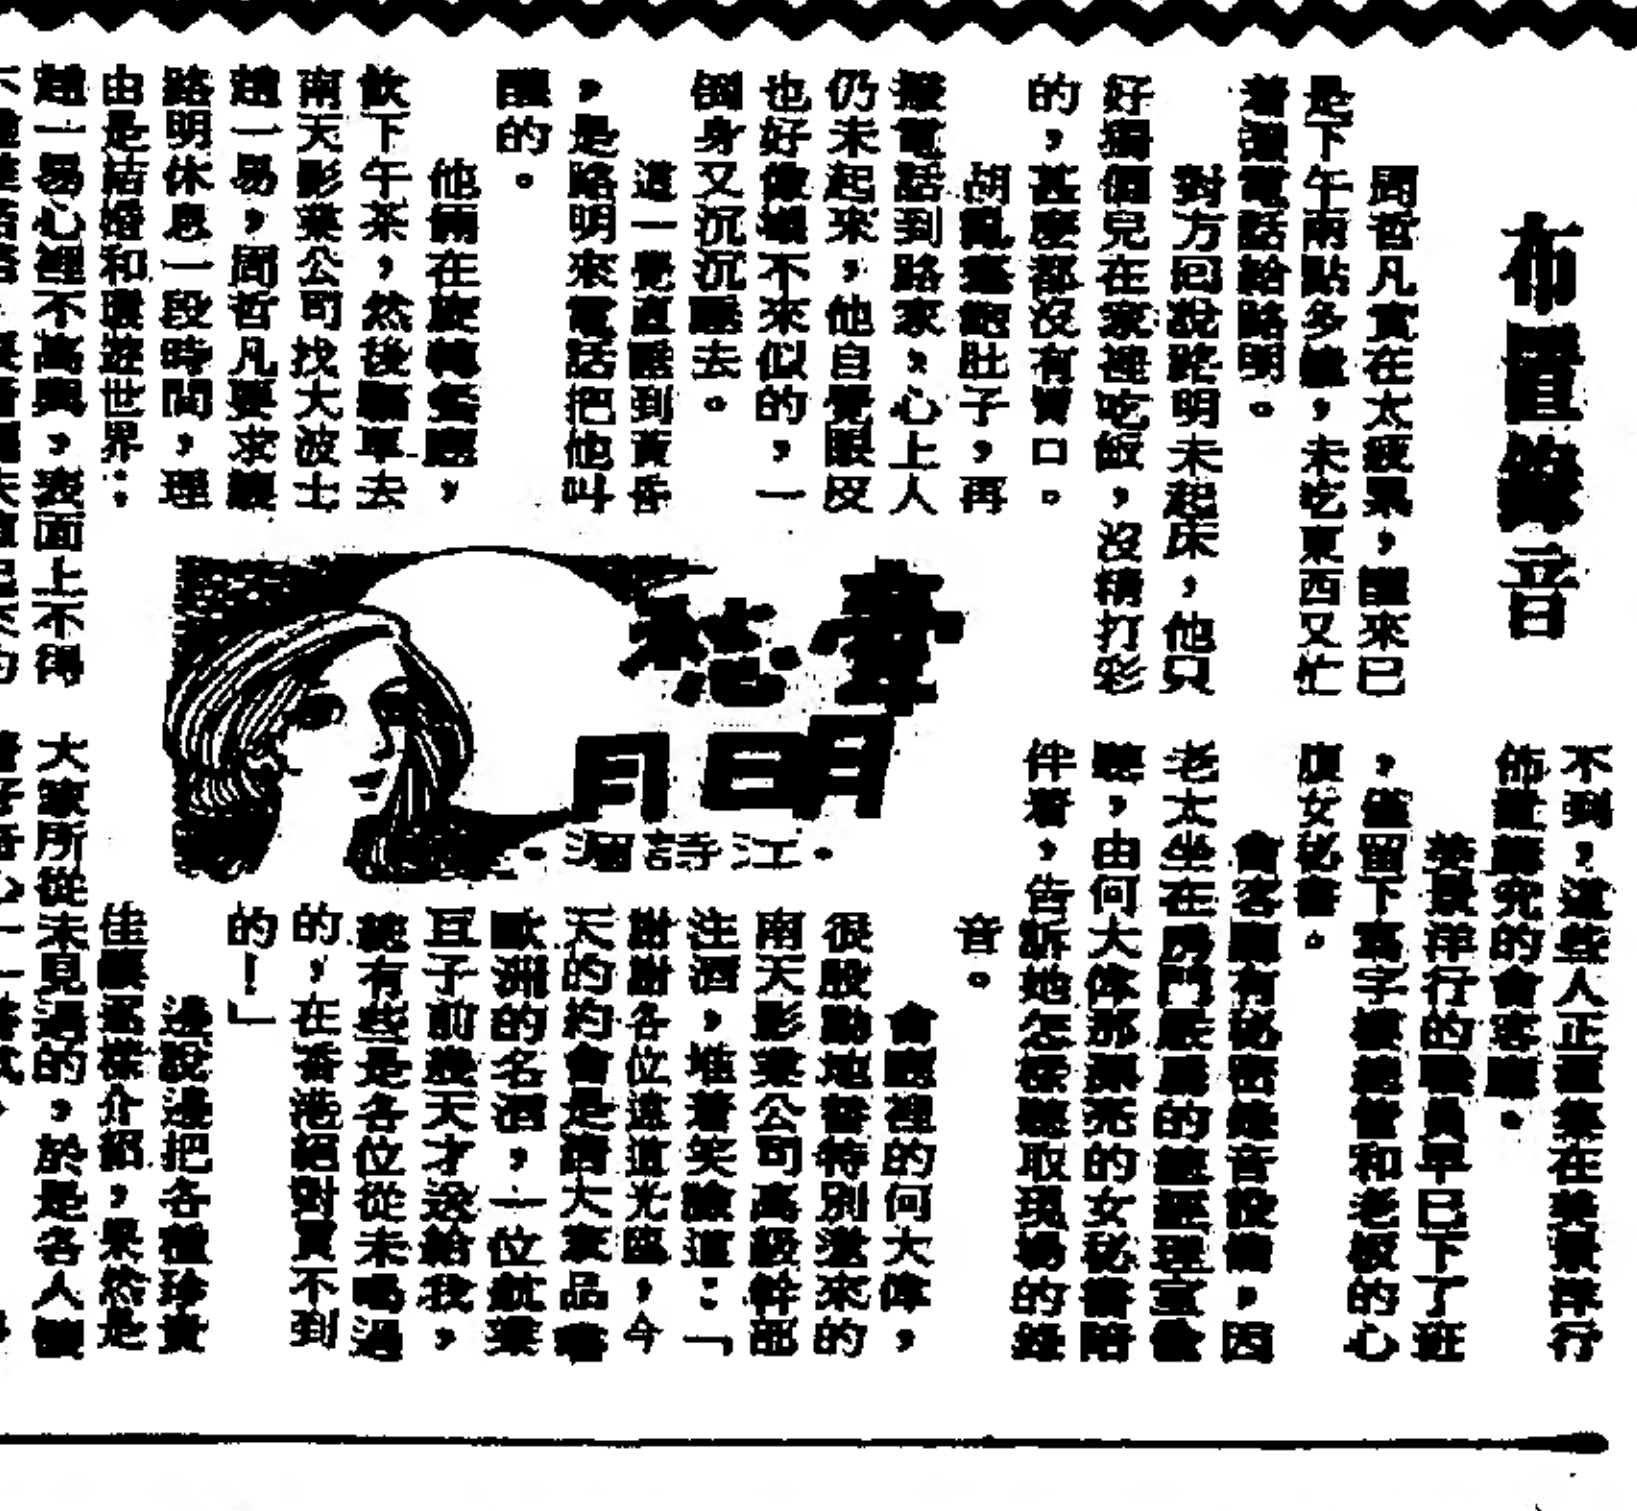 布置錄音
周哲凡實在太疲累，醒來已
是下午兩點多鐘，未吃東西又忙
着電話給路明。
對方回說路明未起床，他只
好獨個兒在家裡吃飯，沒精打彩
的，甚麼都沒有胃口。
胡亂塞飽肚子，再
撥電話到路家，心上人
仍未起來，他自覺眼皮
也好像擡不來似的，一
倒身又沉沉睡去。
這一覺直睡到黃昏
，是路明來電話把他叫
醒的。
他倆在旋轉餐廳，
飲下午茶，然後驅車去
南天影業公司找大波士
趙一易，周哲凡要求讓
路明休息一段時間，理
由是結婚和環遊世界；
趙一易心裡不高興，表面上不得
明日明星
·江詩·
不到，這些人正雲集在美景洋行
佈置講究的會客廳。
美景洋行的職員早已下了班
，僅留下寫字樓總管和老板的心
腹女秘書。
會客廳有秘密錄音設備，因
老太坐在房門嚴扃的總經理室
聽，由何大偉那漂亮的女秘書陪
伴着，告訴她怎樣聽取現場的錄
音。
會廳裡的何大偉，
很殷勤地替特別邀來的
南天影業公司高級幹部
注酒，堆着笑臉道：「
謝謝各位遠道光臨，今
天的約會是請大家品嚐
歐洲的名酒，一位航業
亙子前幾天才送給我，
總有些是各位從未喝過
的，在香港絕對買不到
的！」
邊說邊把各種珍貴
佳釀逐樣介紹，果然是
大家所從未見過的，於是各人懷